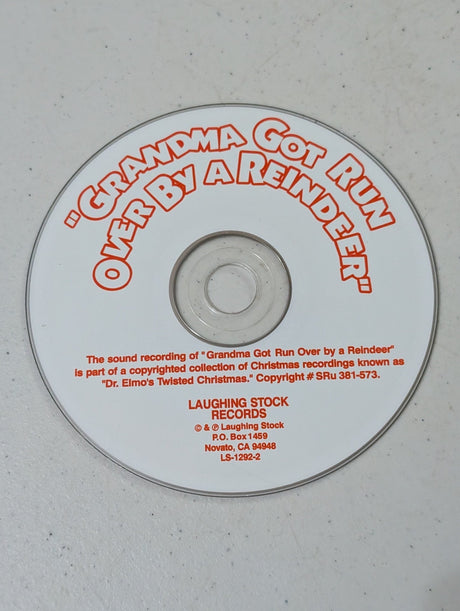 "GRANDMA GOT RUN
OVER BY A REINDEER"
The sound recording of "Grandma Got Run Over by a Reindeer"
is part of a copyrighted collection of Christmas recordings known as
"Dr. Elmo's Twisted Christmas." Copyright # SRu 381-573.
LAUGHING STOCK
RECORDS
© & ℗ Laughing Stock
P.O. Box 1459
Novato, CA 94948
LS-1292-2